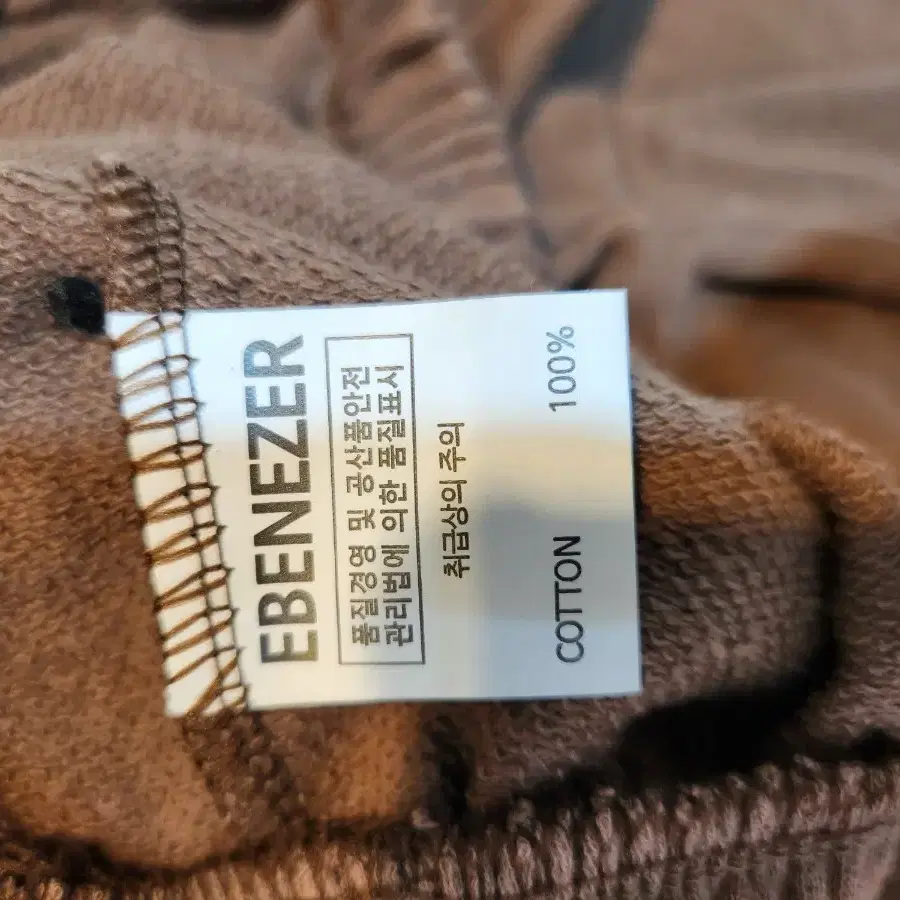 EBENEZER
품질경영 및 공산품안전
관리법에 의한 품질표시
취급상의 주의
COTTON 100%